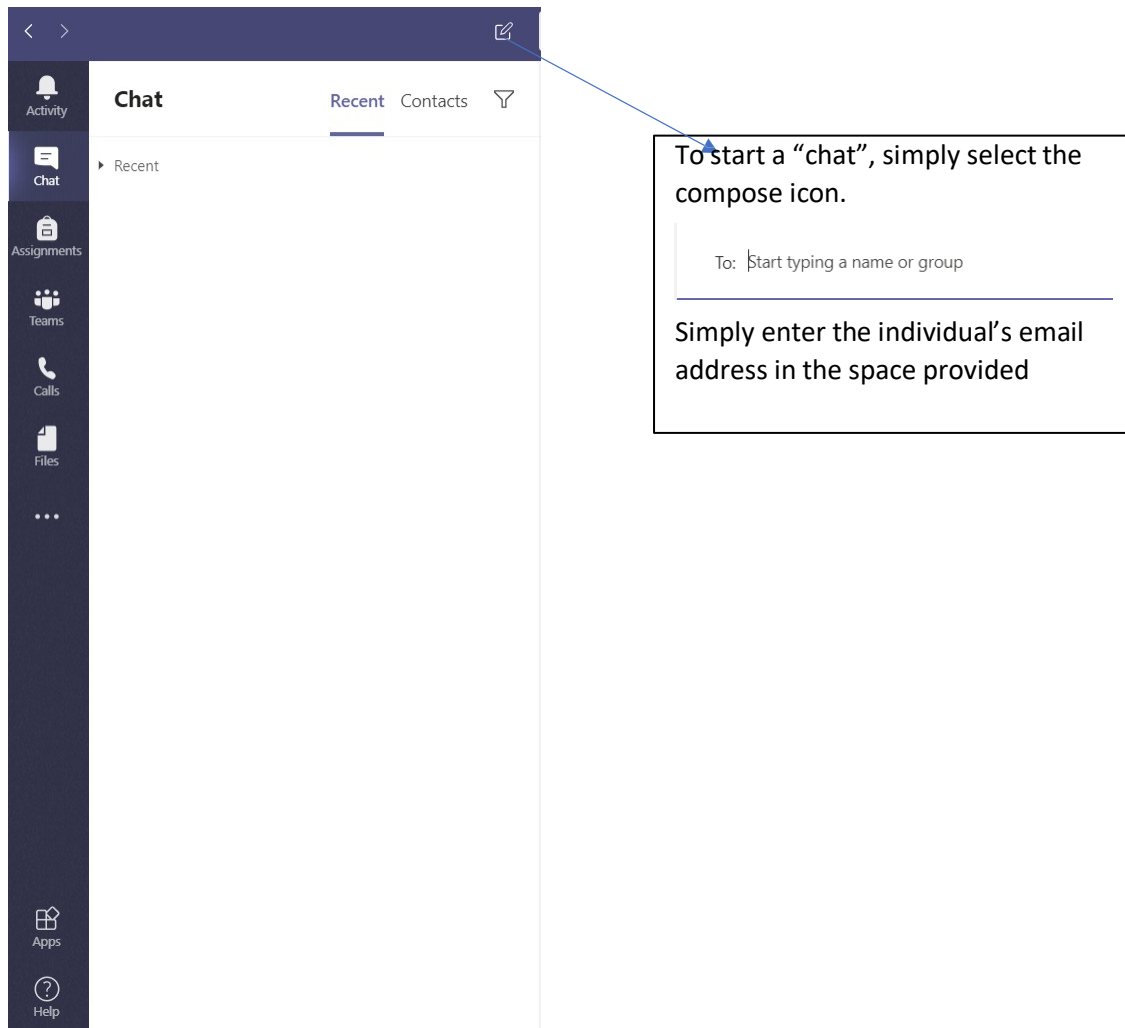 Activity
Chat
Assignments
Teams
Calls
Files
Apps
Help
Chat Recent Contacts
Recent
To start a “chat”, simply select the
compose icon.
To: Start typing a name or group
Simply enter the individual’s email
address in the space provided